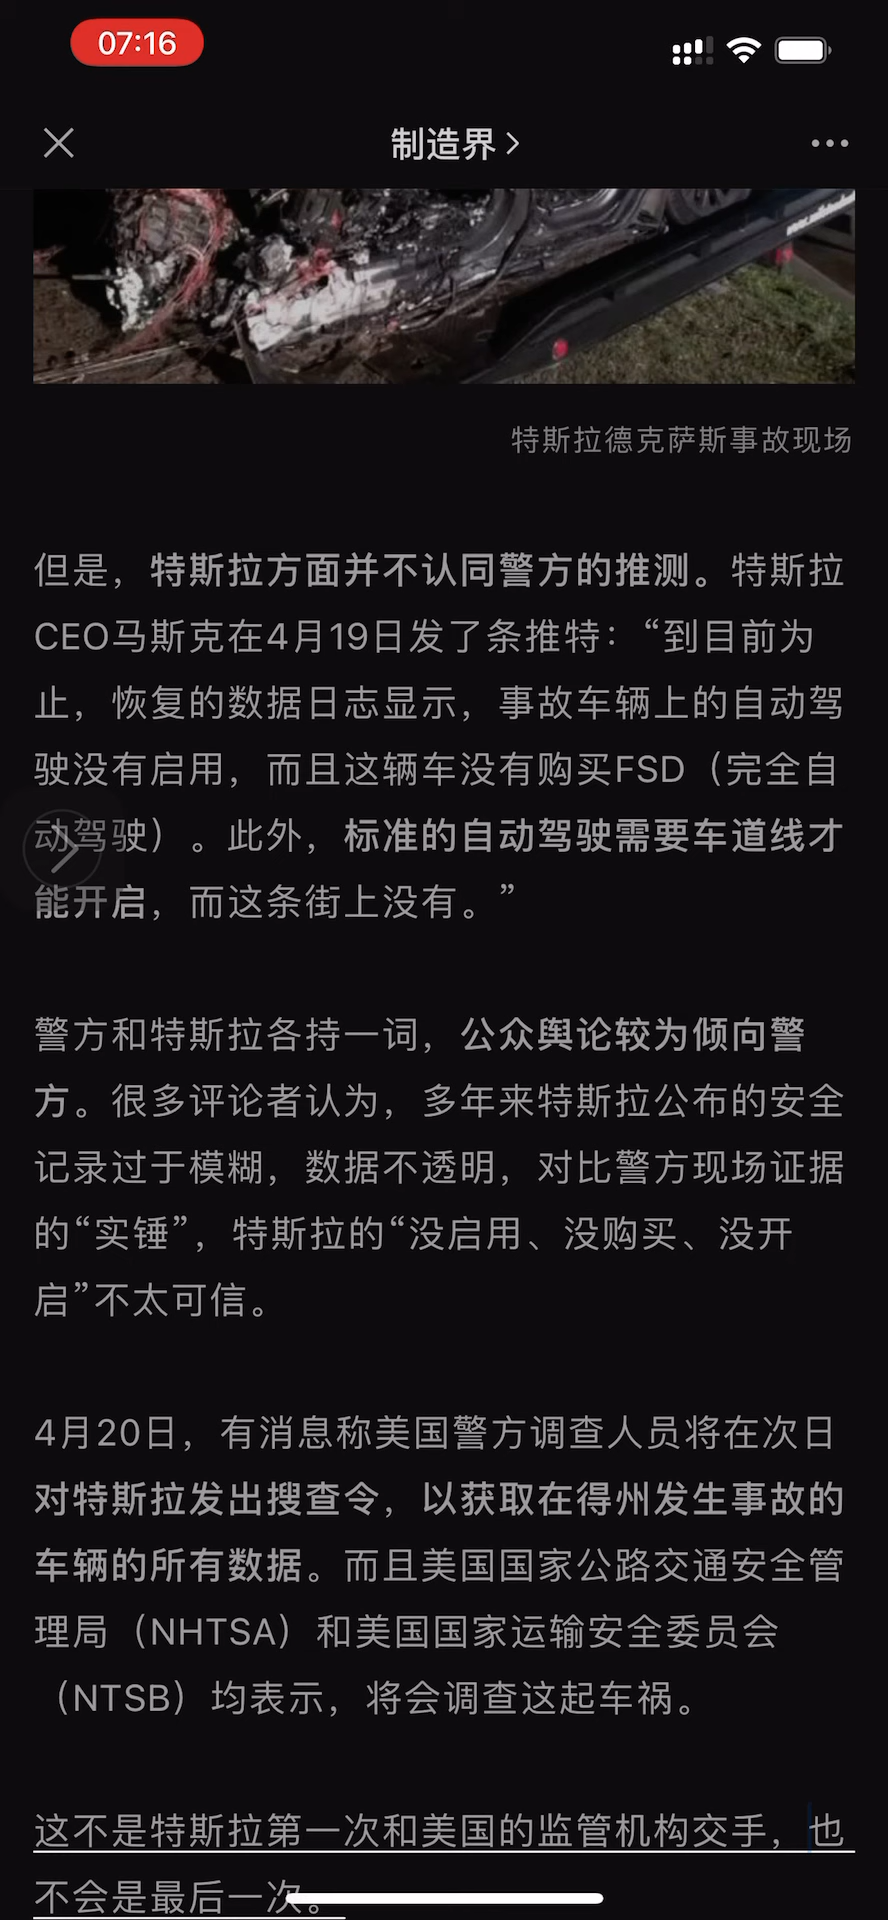 07:16
制造界
特斯拉德克萨斯事故现场
但是，特斯拉方面并不认同警方的推测。特斯拉
CEO马斯克在4月19日发了条推特：“到目前为
止，恢复的数据日志显示，事故车辆上的自动驾
驶没有启用，而且这辆车没有购买FSD（完全自
动驾驶）。此外，标准的自动驾驶需要车道线才
能开启，而这条街上没有。”
警方和特斯拉各持一词，公众舆论较为倾向警
方。很多评论者认为，多年来特斯拉公布的安全
记录过于模糊，数据不透明，对比警方现场证据
的“实锤”，特斯拉的“没启用、没购买、没开
启”不太可信。
4月20日，有消息称美国警方调查人员将在次日
对特斯拉发出搜查令，以获取在得州发生事故的
车辆的所有数据。而且美国国家公路交通安全管
理局（NHTSA）和美国国家运输安全委员会
（NTSB）均表示，将会调查这起车祸。
这不是特斯拉第一次和美国的监管机构交手，也
不会是最后一次。